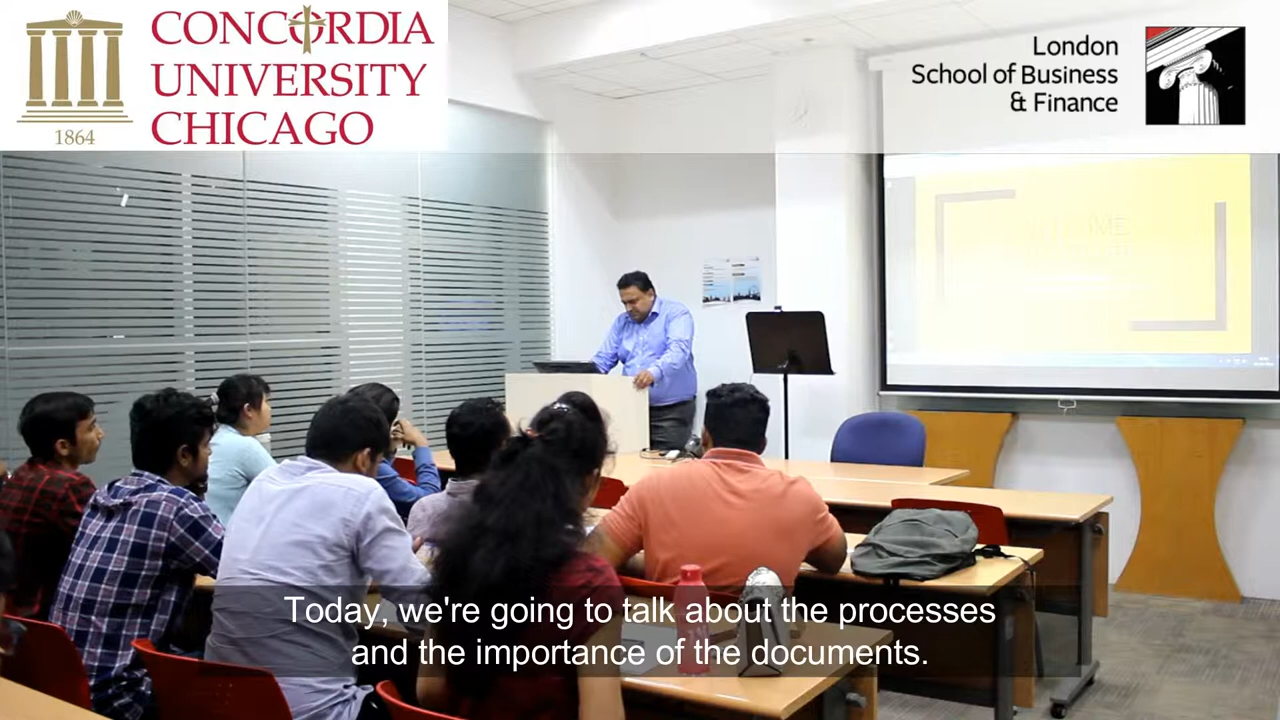 CONCORDIA
UNIVERSITY
CHICAGO
1864
London
School of Business
& Finance
Today, we're going to talk about the processes
and the importance of the documents.